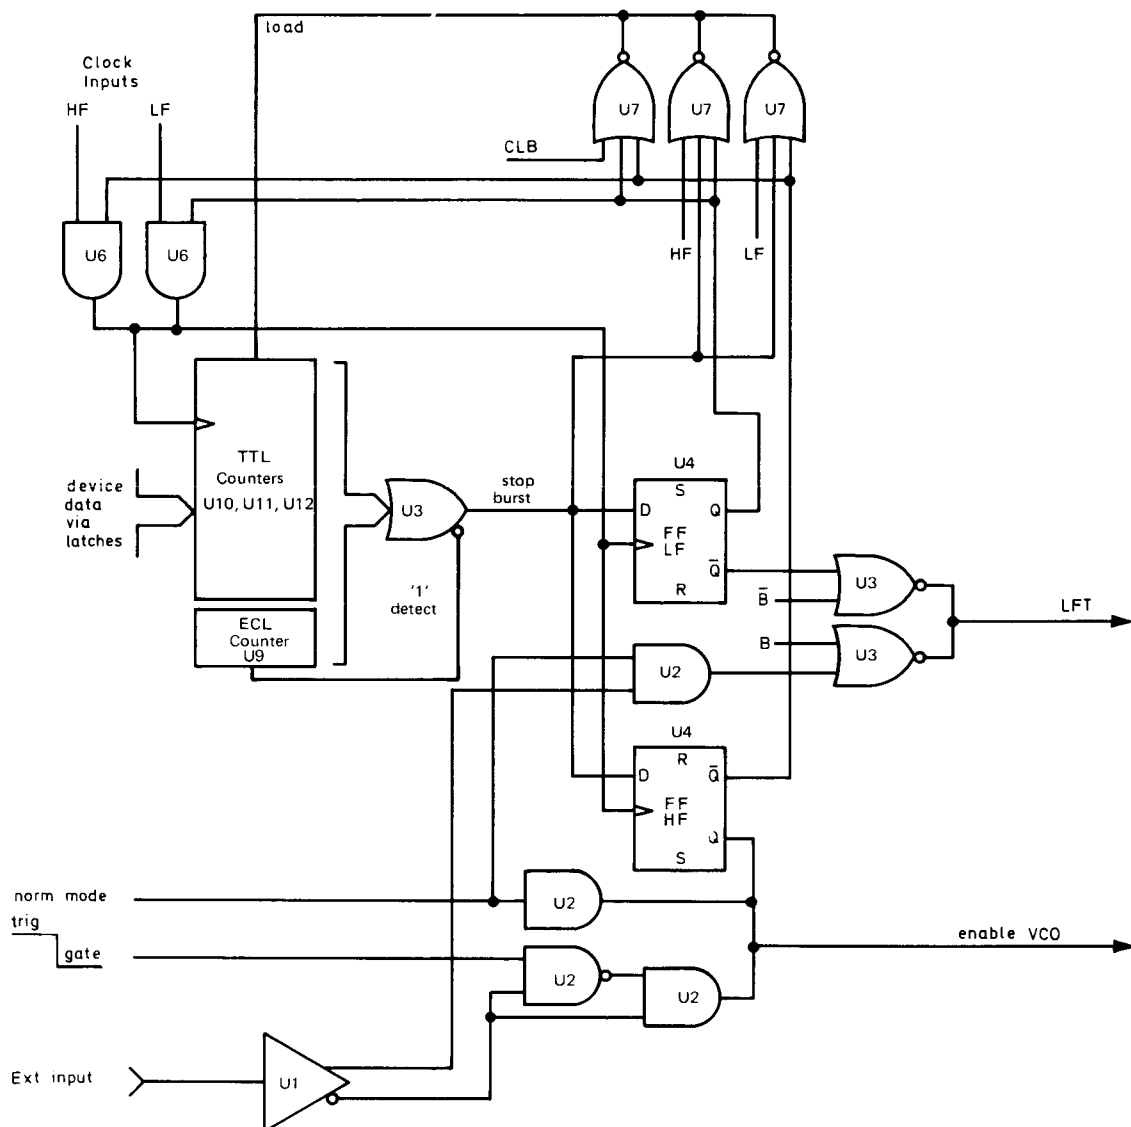 load
Clock
Inputs
HF LF
U7 U7 U7
CLB
U6 U6
HF LF
TTL
Counters
U10, U11, U12
device
data
via
latches
U3
stop
burst
'1'
detect
ECL
Counter
U9
U4
S
D Q
FF
LF
Q̅
R
U3
B̅
LFT
B
U3
U2
U4
R
D Q̅
FF
HF
Q
S
norm mode
U2
trig
gate
U2
U2
enable VCO
Ext input
U1